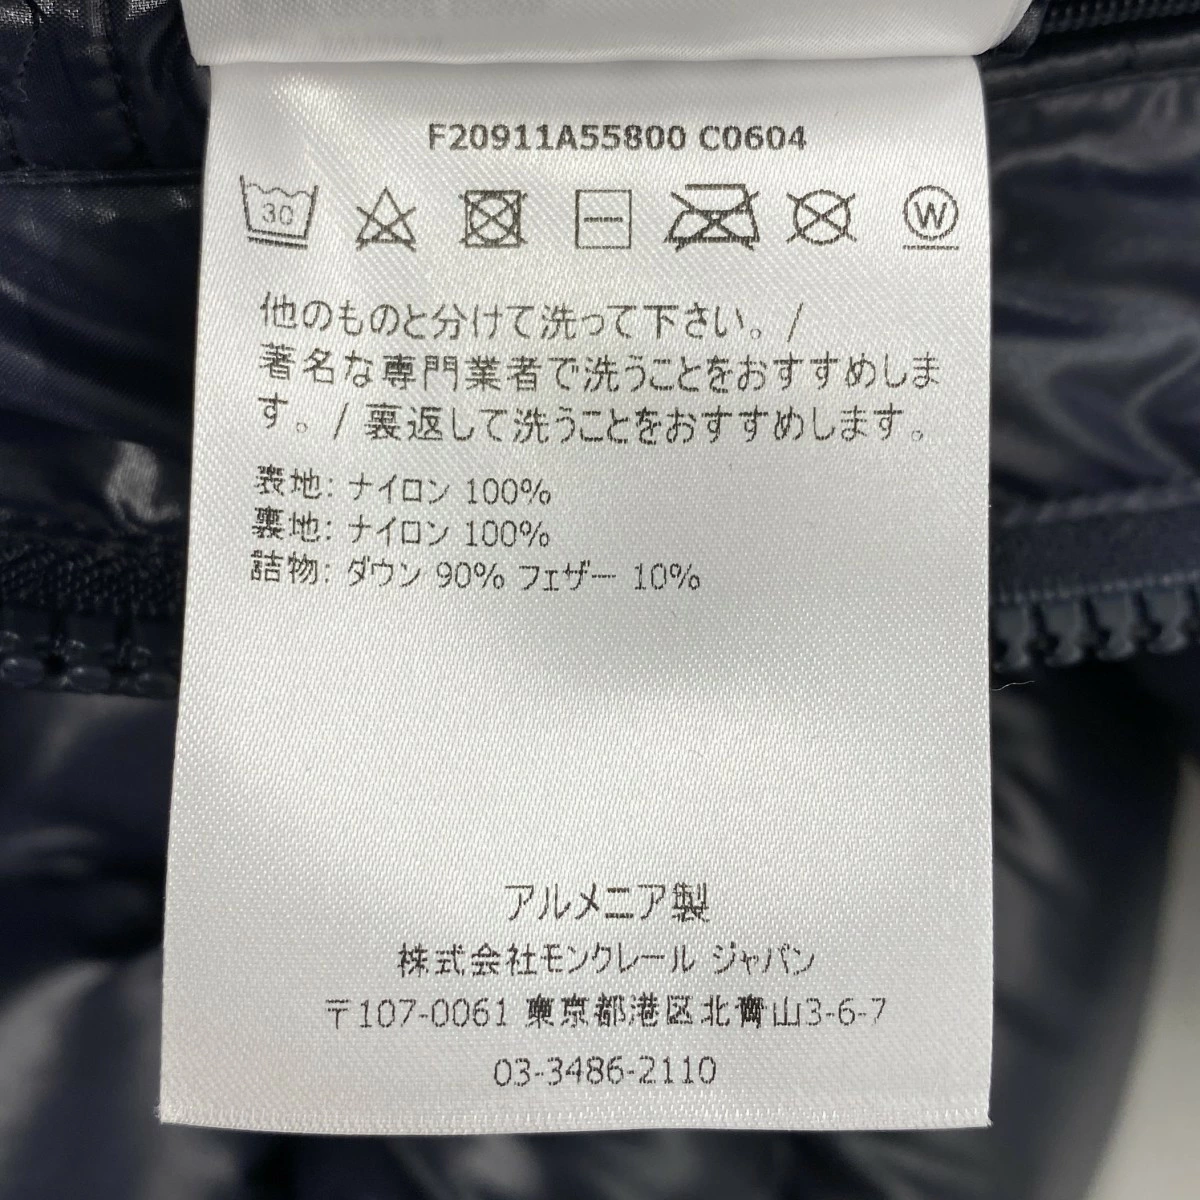 F20911A55800 C0604
30
W
他のものと分けて洗って下さい。/
著名な専門業者で洗うことをおすすめしま
す。/ 裏返して洗うことをおすすめします。
表地: ナイロン 100%
裏地: ナイロン 100%
詰物: ダウン 90% フェザー 10%
アルメニア製
株式会社モンクレール ジャパン
〒107-0061 東京都港区北青山3-6-7
03-3486-2110